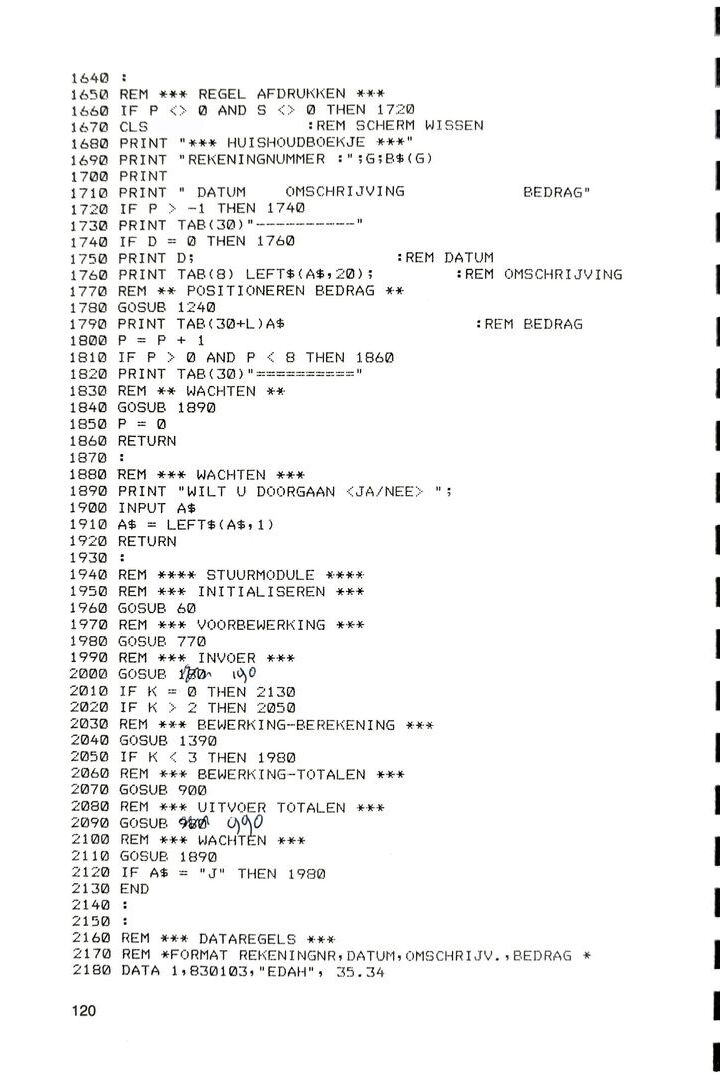 1640 :
1650 REM *** REGEL AFDRUKKEN ***
1660 IF P <> 0 AND S <> 0 THEN 1720
1670 CLS :REM SCHERM WISSEN
1680 PRINT "*** HUISHOUDBOEKJE ***"
1690 PRINT "REKENINGNUMMER :";G;B$(G)
1700 PRINT
1710 PRINT " DATUM OMSCHRIJVING BEDRAG"
1720 IF P > -1 THEN 1740
1730 PRINT TAB(30)"----------"
1740 IF D = 0 THEN 1760
1750 PRINT D; :REM DATUM
1760 PRINT TAB(8) LEFT$(A$,20); :REM OMSCHRIJVING
1770 REM ** POSITIONEREN BEDRAG **
1780 GOSUB 1240
1790 PRINT TAB(30+L)A$ :REM BEDRAG
1800 P = P + 1
1810 IF P > 0 AND P < 8 THEN 1860
1820 PRINT TAB(30)"=========="
1830 REM ** WACHTEN **
1840 GOSUB 1890
1850 P = 0
1860 RETURN
1870 :
1880 REM *** WACHTEN ***
1890 PRINT "WILT U DOORGAAN <JA/NEE> ";
1900 INPUT A$
1910 A$ = LEFT$(A$,1)
1920 RETURN
1930 :
1940 REM **** STUURMODULE ****
1950 REM *** INITIALISEREN ***
1960 GOSUB 60
1970 REM *** VOORBEWERKING ***
1980 GOSUB 770
1990 REM *** INVOER ***
2000 GOSUB 180 190
2010 IF K = 0 THEN 2130
2020 IF K > 2 THEN 2050
2030 REM *** BEWERKING-BEREKENING ***
2040 GOSUB 1390
2050 IF K < 3 THEN 1980
2060 REM *** BEWERKING-TOTALEN ***
2070 GOSUB 900
2080 REM *** UITVOER TOTALEN ***
2090 GOSUB 980 990
2100 REM *** WACHTEN ***
2110 GOSUB 1890
2120 IF A$ = "J" THEN 1980
2130 END
2140 :
2150 :
2160 REM *** DATAREGELS ***
2170 REM *FORMAT REKENINGNR,DATUM,OMSCHRIJV.,BEDRAG *
2180 DATA 1,830103,"EDAH", 35.34
120